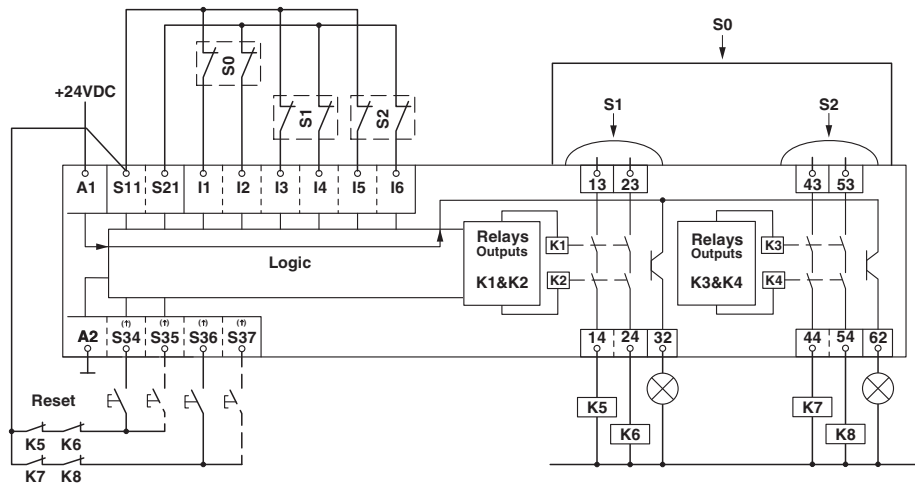 S0
+24VDC
S0
S1
S2
S1
S2
A1
S11
S21
I1
I2
I3
I4
I5
I6
13
23
43
53
Logic
Relays
Outputs
K1&K2
K1
K2
Relays
Outputs
K3&K4
K3
K4
A2
(†)
S34
(†)
S35
(†)
S36
(†)
S37
14
24
32
44
54
62
Reset
K5
K6
K7
K8
K5
K6
K7
K8